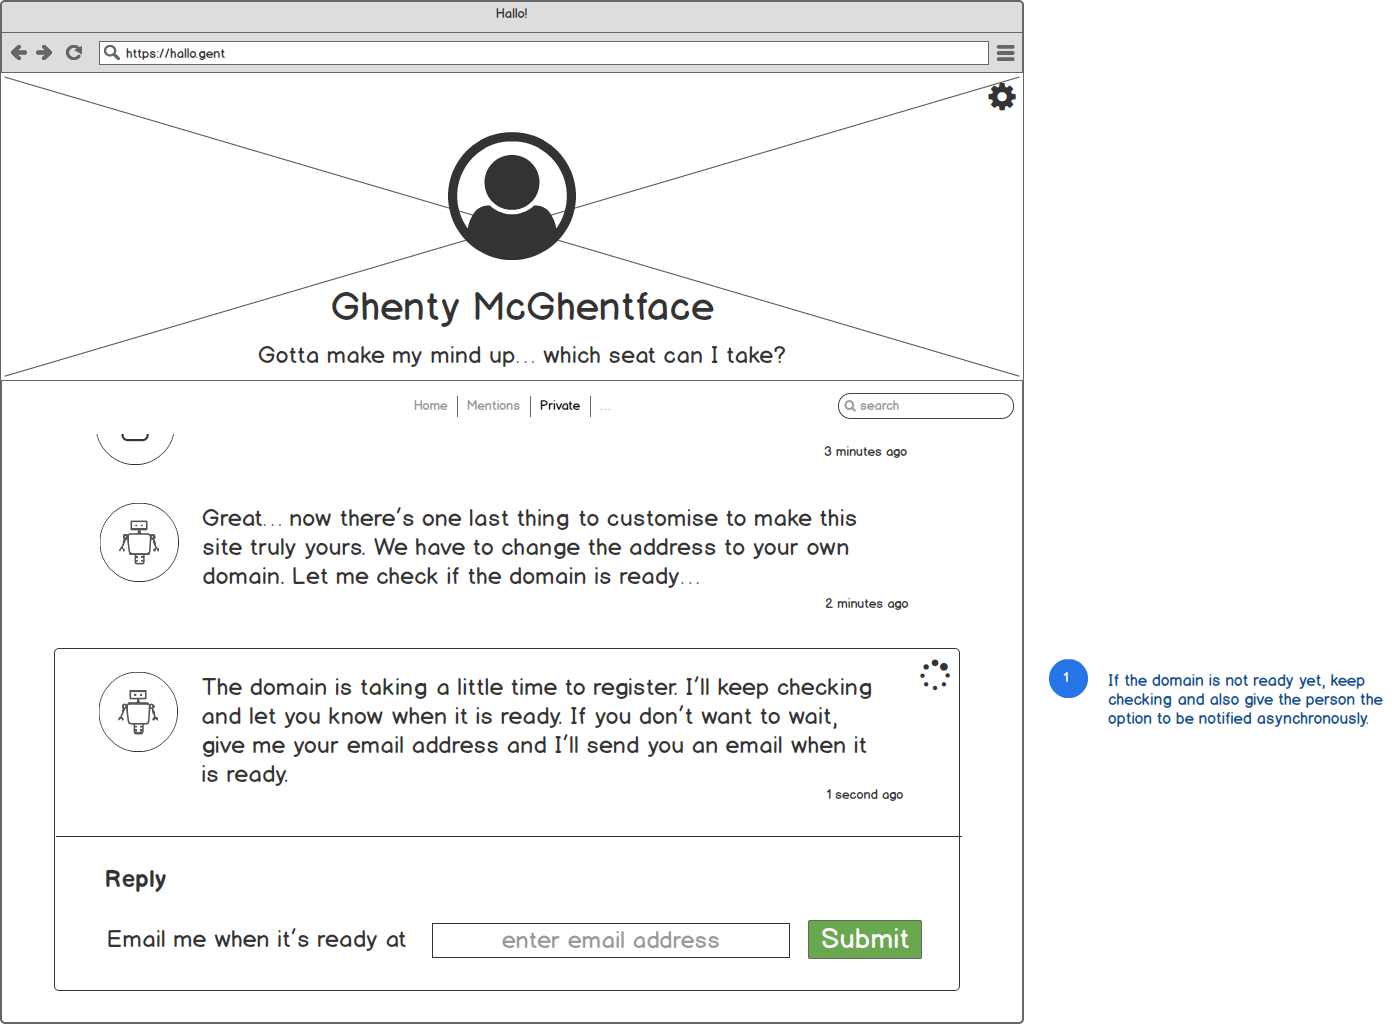 Hallo!
https://hallo.gent
Ghenty McGhentface
Gotta make my mind up... which seat can I take?
Home Mentions Private ...
search
3 minutes ago
Great... now there's one last thing to customise to make this
site truly yours. We have to change the address to your own
domain. Let me check if the domain is ready...
2 minutes ago
The domain is taking a little time to register. I'll keep checking
and let you know when it is ready. If you don't want to wait,
give me your email address and I'll send you an email when it
is ready.
1 second ago
Reply
Email me when it's ready at
enter email address
Submit
1
If the domain is not ready yet, keep
checking and also give the person the
option to be notified asynchronously.